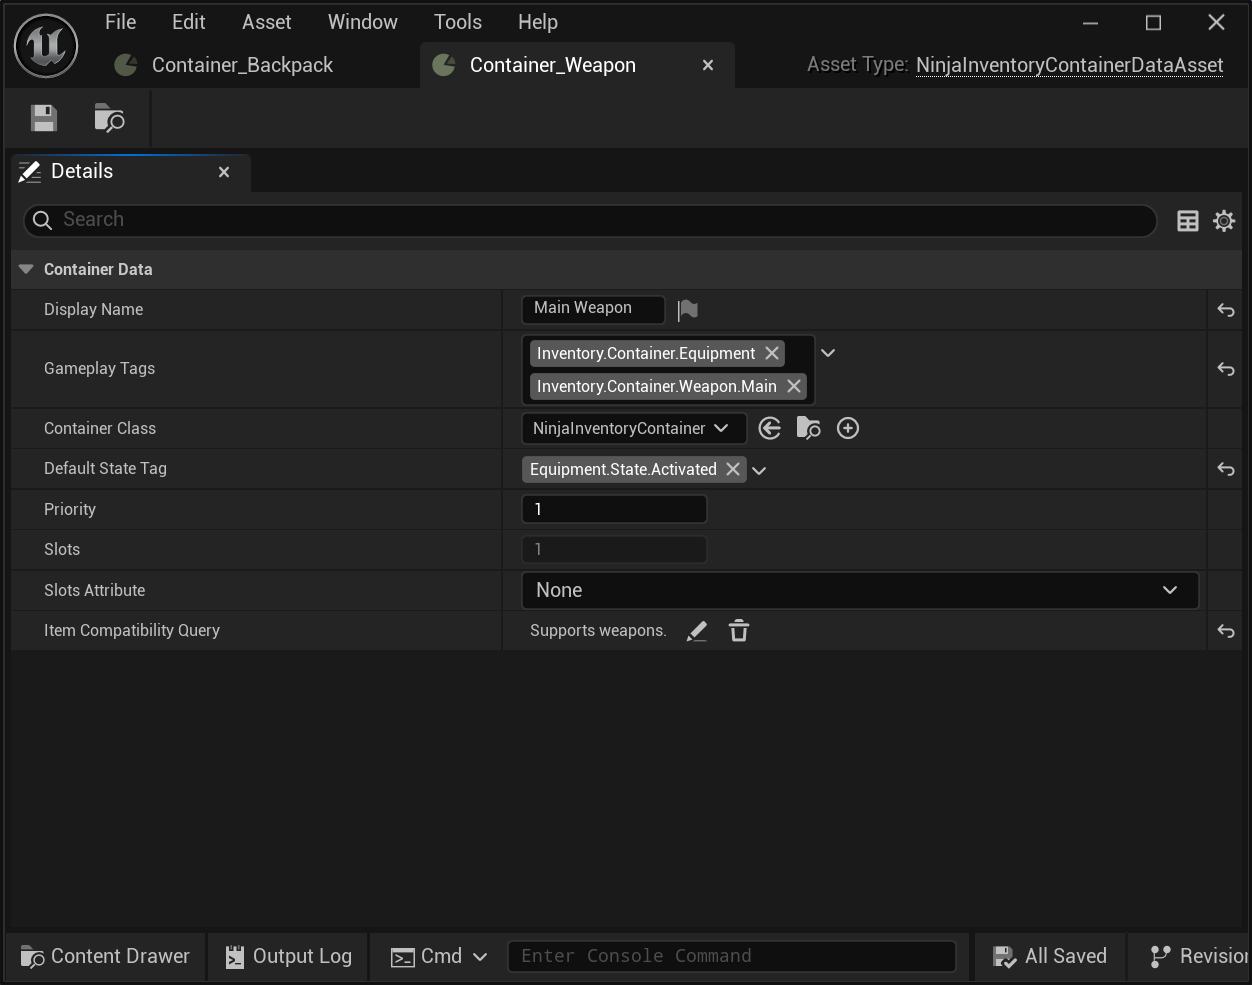 File Edit Asset Window Tools Help
Container_Backpack Container_Weapon Asset Type: NinjaInventoryContainerDataAsset
Details
Search
Container Data
Display Name Main Weapon
Gameplay Tags Inventory.Container.Equipment
Inventory.Container.Weapon.Main
Container Class NinjaInventoryContainer
Default State Tag Equipment.State.Activated
Priority 1
Slots 1
Slots Attribute None
Item Compatibility Query Supports weapons.
Content Drawer Output Log Cmd Enter Console Command All Saved Revision